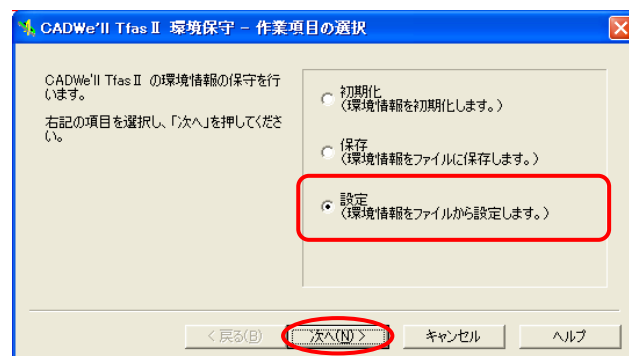 CADWe'll TfasⅡ 環境保守 － 作業項目の選択
CADWe'll TfasⅡ の環境情報の保守を行
います。
右記の項目を選択し、「次へ」を押してくださ
い。
初期化
（環境情報を初期化します。）
保存
（環境情報をファイルに保存します。）
設定
（環境情報をファイルから設定します。）
< 戻る(B)
次へ(N) >
キャンセル
ヘルプ